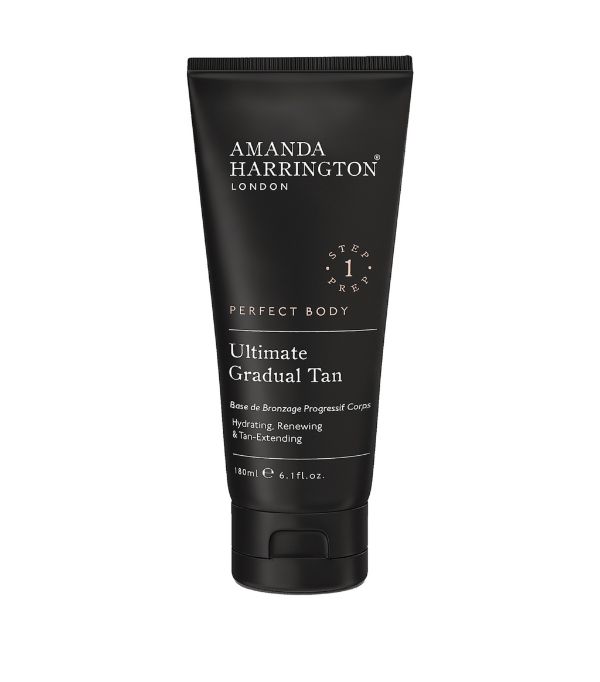 AMANDA
HARRINGTON®
LONDON
STEP
1
PREP
PERFECT BODY
Ultimate
Gradual Tan
Base de Bronzage Progressif Corps
Hydrating, Renewing
& Tan-Extending
180ml ℮ 6.1fl.oz.